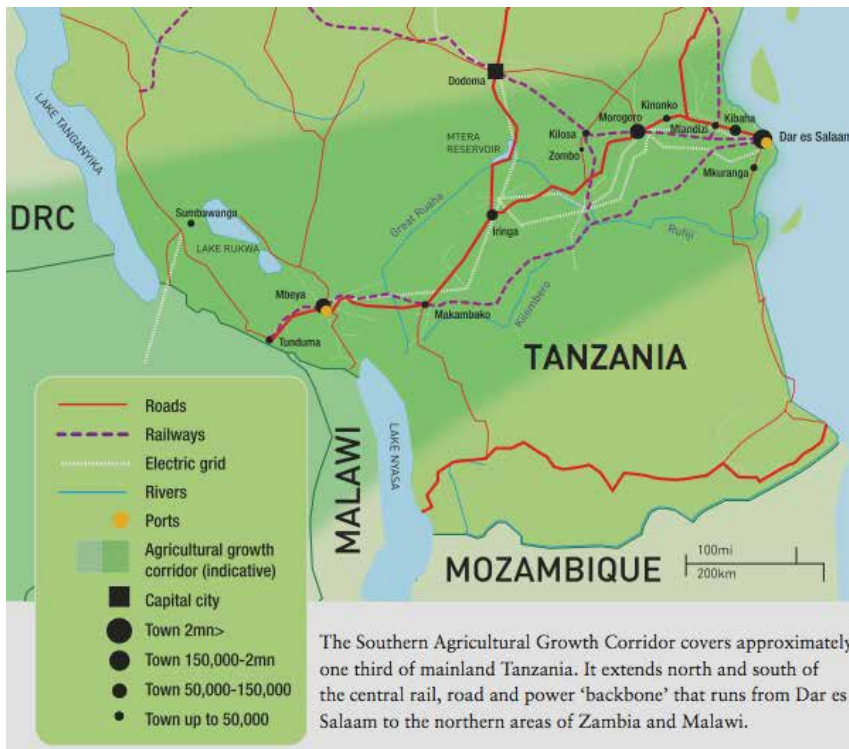 LAKE TANGANYIKA
Dodoma
MTERA
RESERVOIR
Kilosa
Zombo
Morogoro
Kinonko
Mlandizi
Kibaha
Dar es Salaam
Mkuranga
DRC
Sumbawanga
LAKE RUKWA
Great Ruaha
Iringa
Rufiji
Mbeya
Makambako
Kilombero
Tunduma
TANZANIA
MALAWI
LAKE NYASA
MOZAMBIQUE
100mi
200km
Roads
Railways
Electric grid
Rivers
Ports
Agricultural growth
corridor (indicative)
Capital city
Town 2mn>
Town 150,000-2mn
Town 50,000-150,000
Town up to 50,000
The Southern Agricultural Growth Corridor covers approximately
one third of mainland Tanzania. It extends north and south of
the central rail, road and power ‘backbone’ that runs from Dar es
Salaam to the northern areas of Zambia and Malawi.